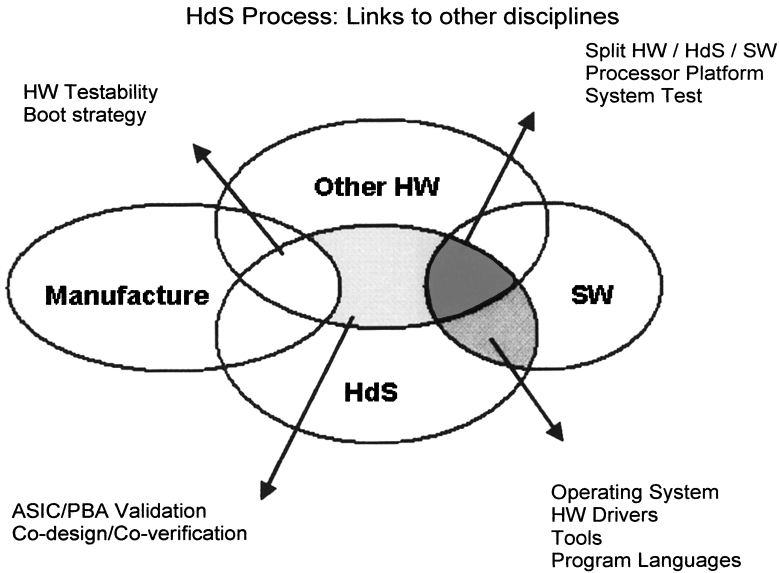 HdS Process: Links to other disciplines
Split HW / HdS / SW
Processor Platform
System Test
HW Testability
Boot strategy
Other HW
Manufacture
SW
HdS
ASIC/PBA Validation
Co-design/Co-verification
Operating System
HW Drivers
Tools
Program Languages